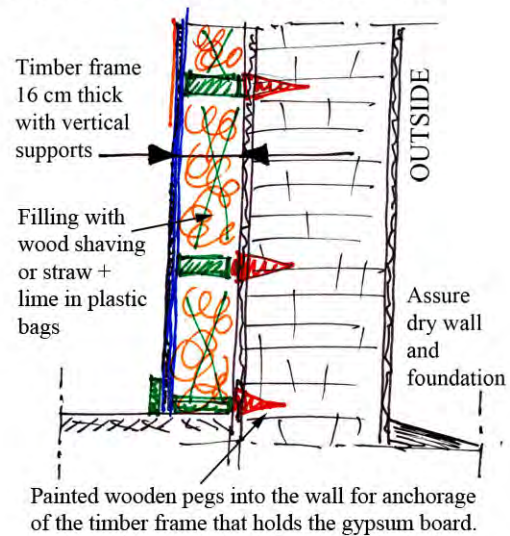 Timber frame
16 cm thick
with vertical
supports
Filling with
wood shaving
or straw +
lime in plastic
bags
OUTSIDE
Assure
dry wall
and
foundation
Painted wooden pegs into the wall for anchorage
of the timber frame that holds the gypsum board.